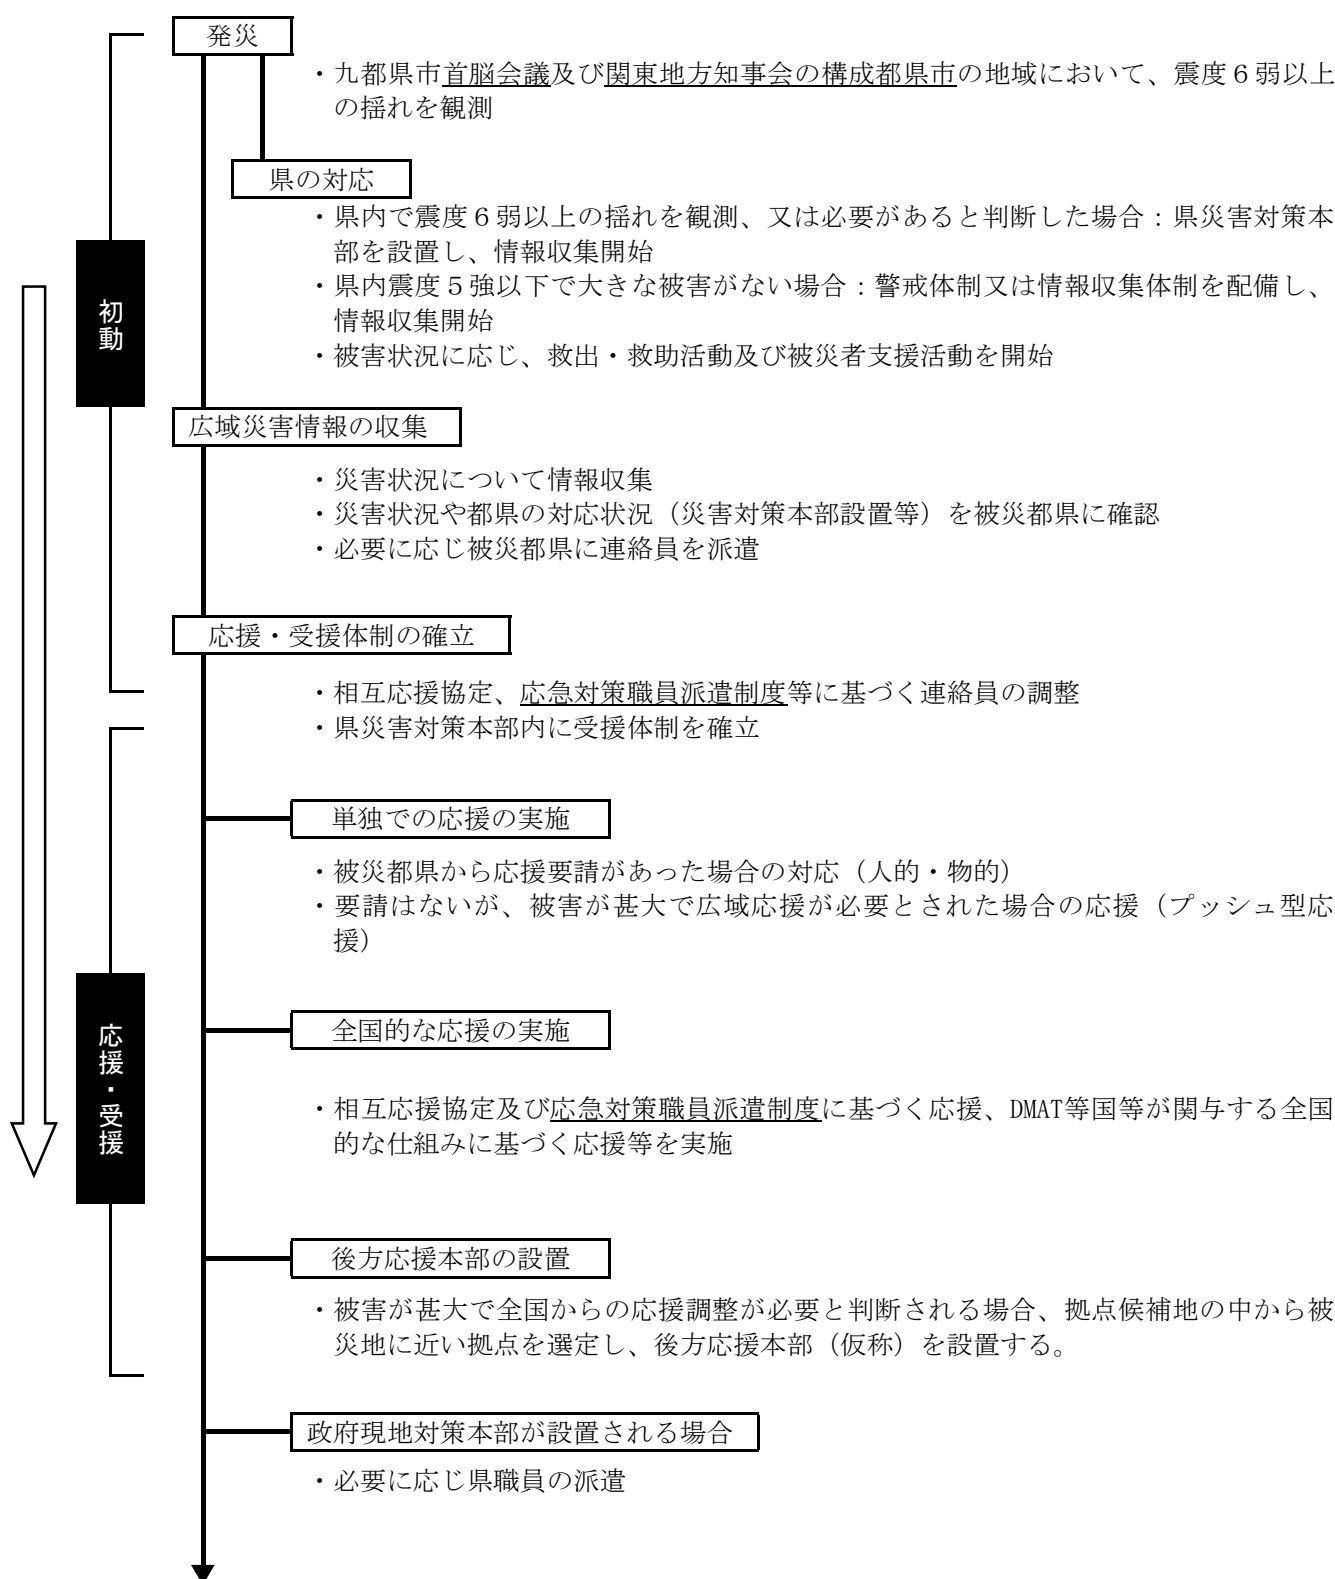 発災
・九都県市首脳会議及び関東地方知事会の構成都県市の地域において、震度６弱以上
の揺れを観測
県の対応
・県内で震度６弱以上の揺れを観測、又は必要があると判断した場合：県災害対策本
部を設置し、情報収集開始
・県内震度５強以下で大きな被害がない場合：警戒体制又は情報収集体制を配備し、
情報収集開始
・被害状況に応じ、救出・救助活動及び被災者支援活動を開始
初動
広域災害情報の収集
・災害状況について情報収集
・災害状況や都県の対応状況（災害対策本部設置等）を被災都県に確認
・必要に応じ被災都県に連絡員を派遣
応援・受援体制の確立
・相互応援協定、応急対策職員派遣制度等に基づく連絡員の調整
・県災害対策本部内に受援体制を確立
単独での応援の実施
・被災都県から応援要請があった場合の対応（人的・物的）
・要請はないが、被害が甚大で広域応援が必要とされた場合の応援（プッシュ型応
援）
応援・受援
全国的な応援の実施
・相互応援協定及び応急対策職員派遣制度に基づく応援、DMAT等国等が関与する全国
的な仕組みに基づく応援等を実施
後方応援本部の設置
・被害が甚大で全国からの応援調整が必要と判断される場合、拠点候補地の中から被
災地に近い拠点を選定し、後方応援本部（仮称）を設置する。
政府現地対策本部が設置される場合
・必要に応じ県職員の派遣